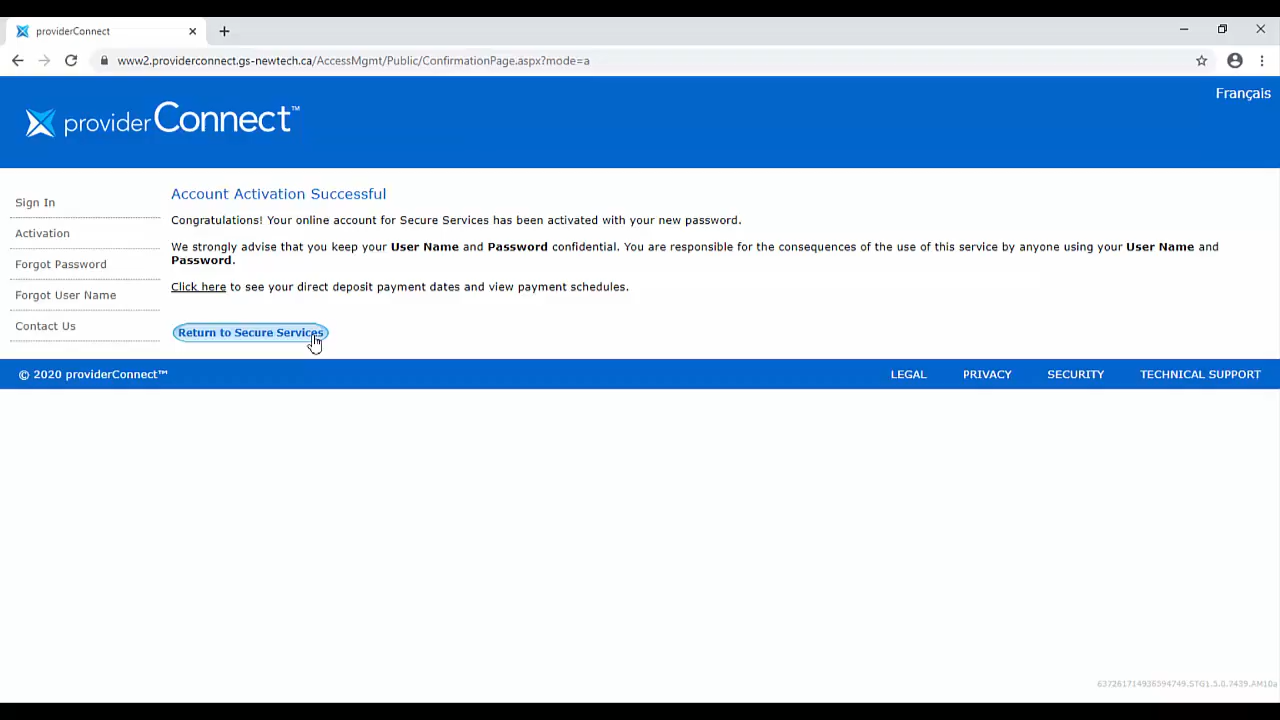 providerConnect
www2.providerconnect.gs-newtech.ca/AccessMgmt/Public/ConfirmationPage.aspx?mode=a
Français
providerConnect™
Sign In
Activation
Forgot Password
Forgot User Name
Contact Us
Account Activation Successful
Congratulations! Your online account for Secure Services has been activated with your new password.
We strongly advise that you keep your User Name and Password confidential. You are responsible for the consequences of the use of this service by anyone using your User Name and
Password.
Click here to see your direct deposit payment dates and view payment schedules.
Return to Secure Services
© 2020 providerConnect™ LEGAL PRIVACY SECURITY TECHNICAL SUPPORT